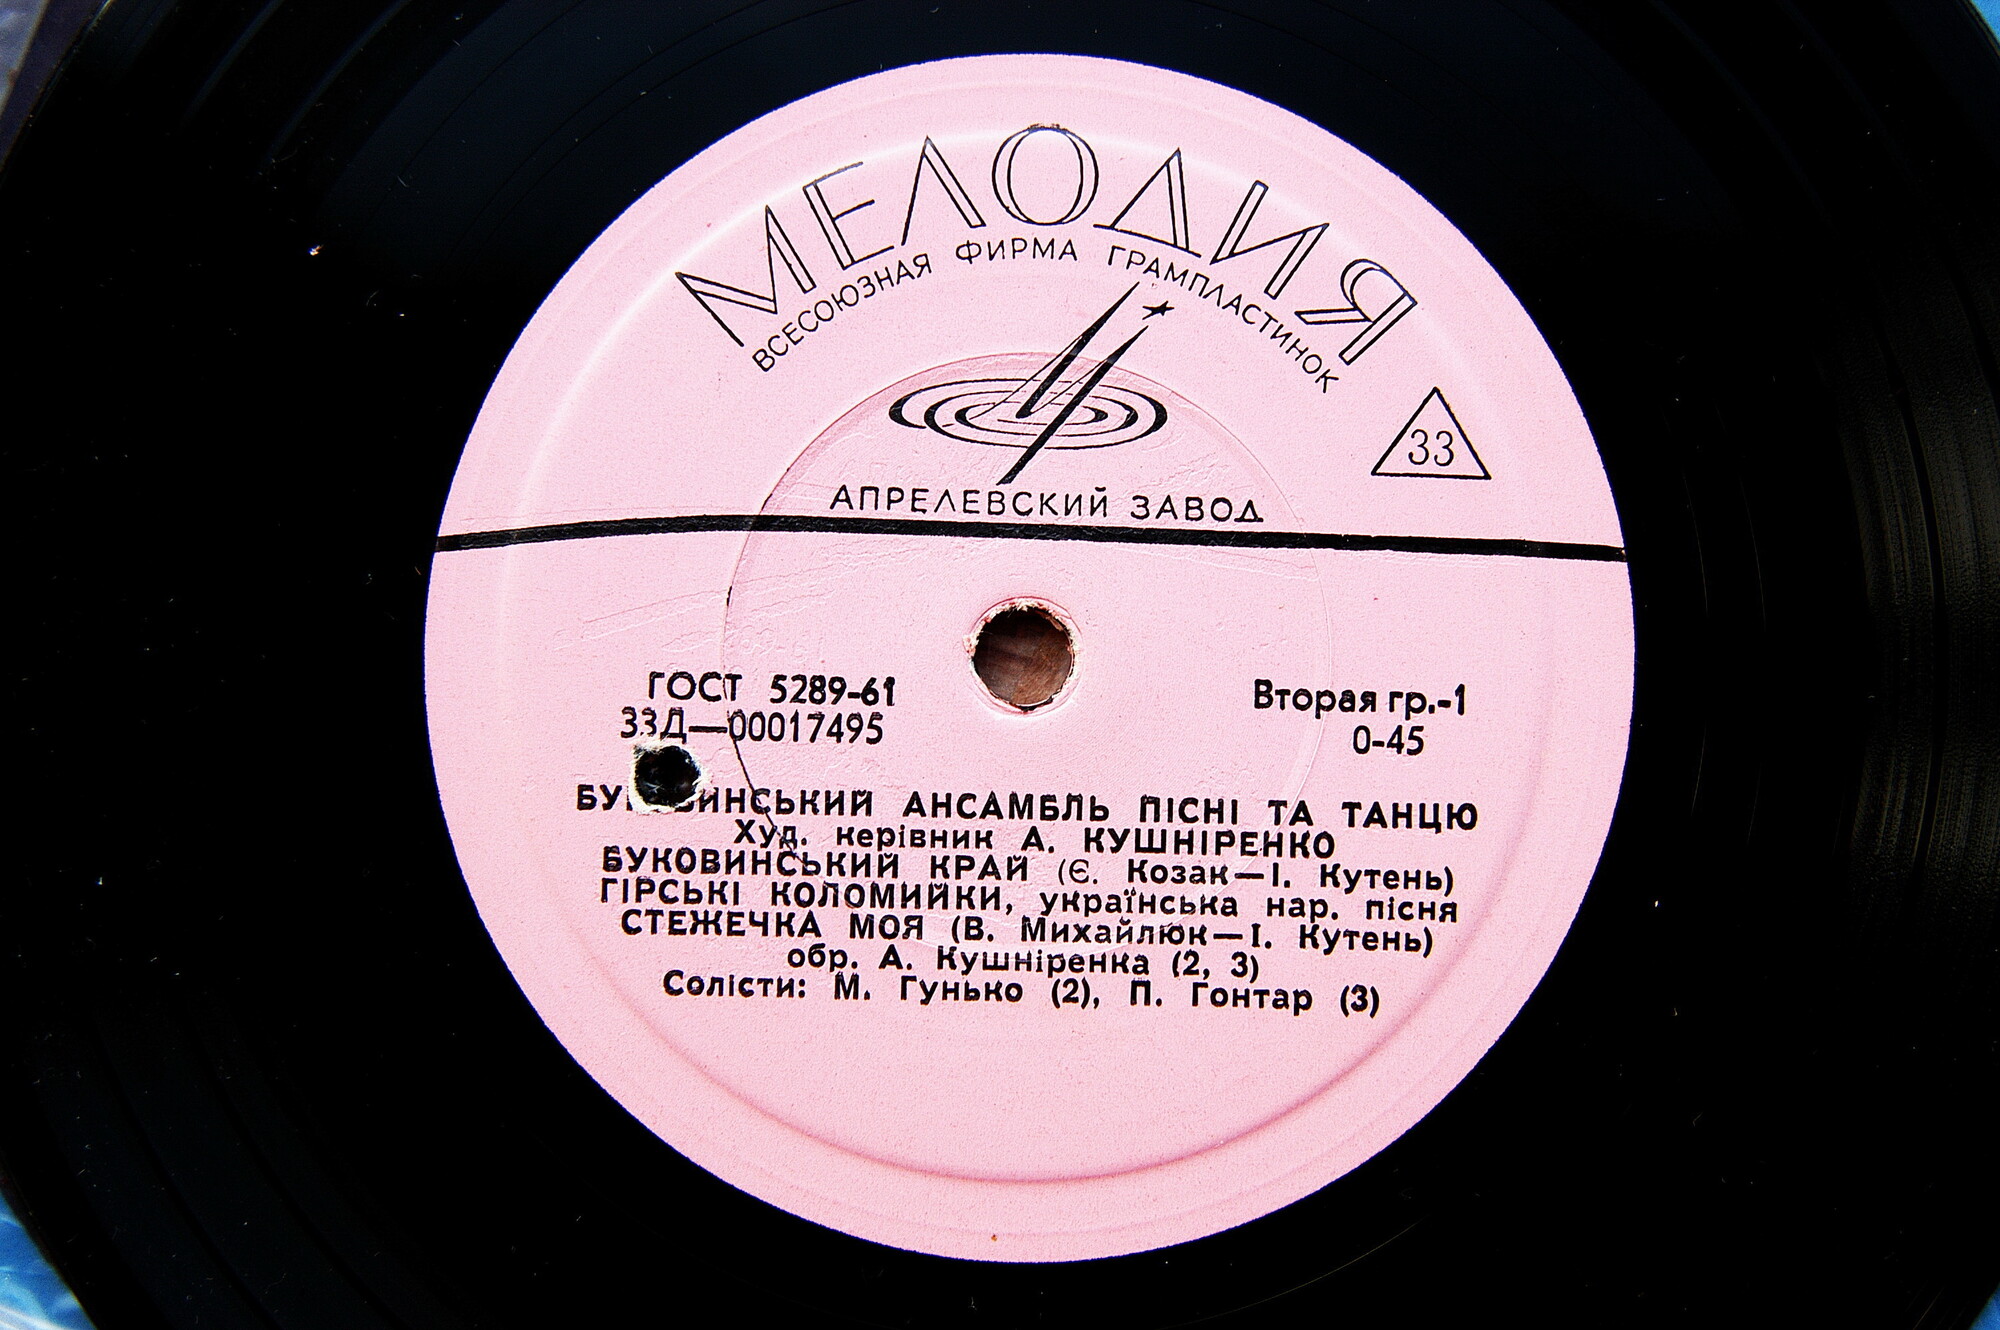 МЕЛОДИЯ
ВСЕСОЮЗНАЯ ФИРМА ГРАМПЛАСТИНОК
33
АПРЕЛЕВСКИЙ ЗАВОД
ГОСТ 5289-61
33Д—00017495
Вторая гр.-1
0-45
АНСАМБЛЬ ПІСНІ ТА ТАНЦЮ
Худ. керівник А. КУШНІРЕНКО
БУКОВИНСЬКИЙ КРАЙ (Є. Козак—І. Кутень)
ГІРСЬКІ КОЛОМИЙКИ, українська нар. пісня
СТЕЖЕЧКА МОЯ (В. Михайлюк—І. Кутень)
обр. А. Кушніренка (2, 3)
Солісти: М. Гунько (2), П. Гонтар (3)